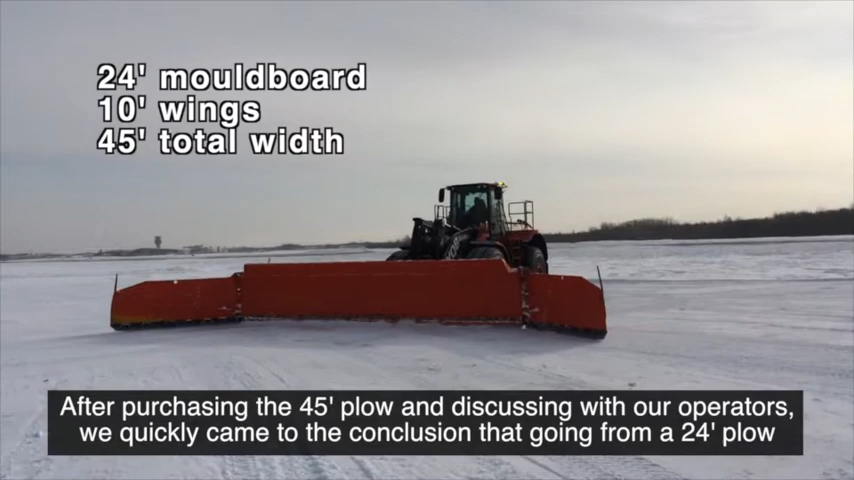 24' mouldboard
10' wings
45' total width
After purchasing the 45' plow and discussing with our operators,
we quickly came to the conclusion that going from a 24' plow